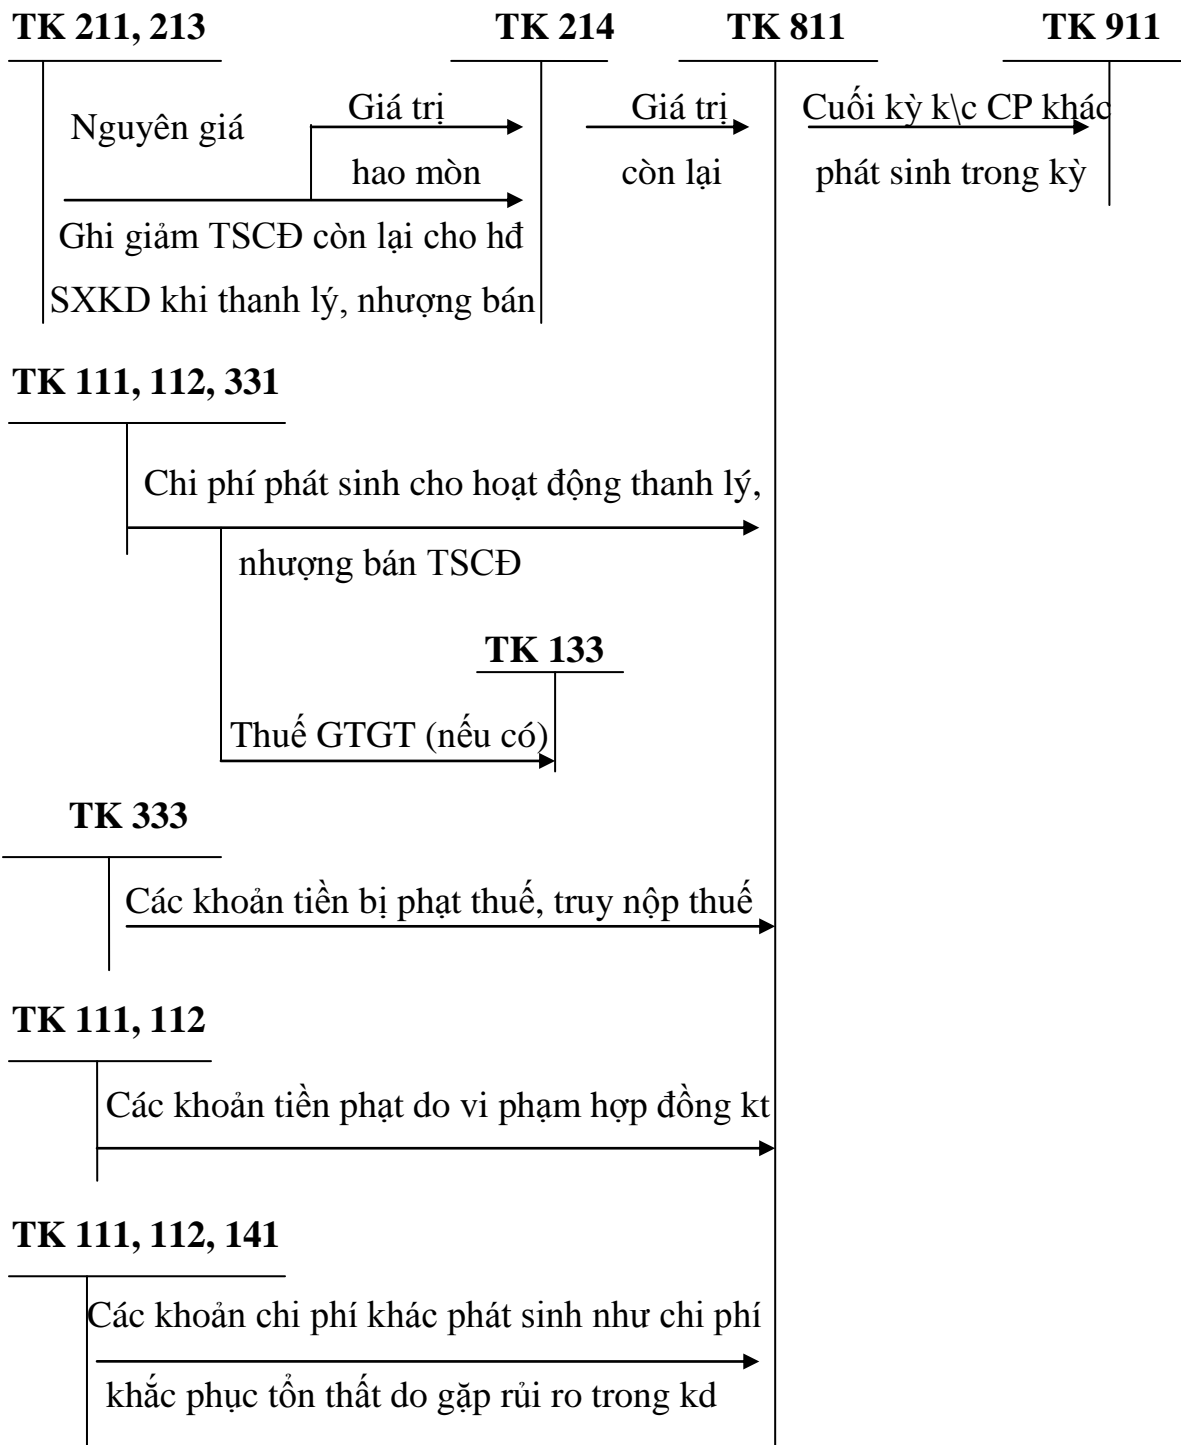 TK 211, 213 TK 214 TK 811 TK 911
Giá trị Giá trị Cuối kỳ k\c CP khác
Nguyên giá
hao mòn còn lại phát sinh trong kỳ
Ghi giảm TSCĐ còn lại cho hđ
SXKD khi thanh lý, nhượng bán
TK 111, 112, 331
Chi phí phát sinh cho hoạt động thanh lý,
nhượng bán TSCĐ
TK 133
Thuế GTGT (nếu có)
TK 333
Các khoản tiền bị phạt thuế, truy nộp thuế
TK 111, 112
Các khoản tiền phạt do vi phạm hợp đồng kt
TK 111, 112, 141
Các khoản chi phí khác phát sinh như chi phí
khắc phục tổn thất do gặp rủi ro trong kd